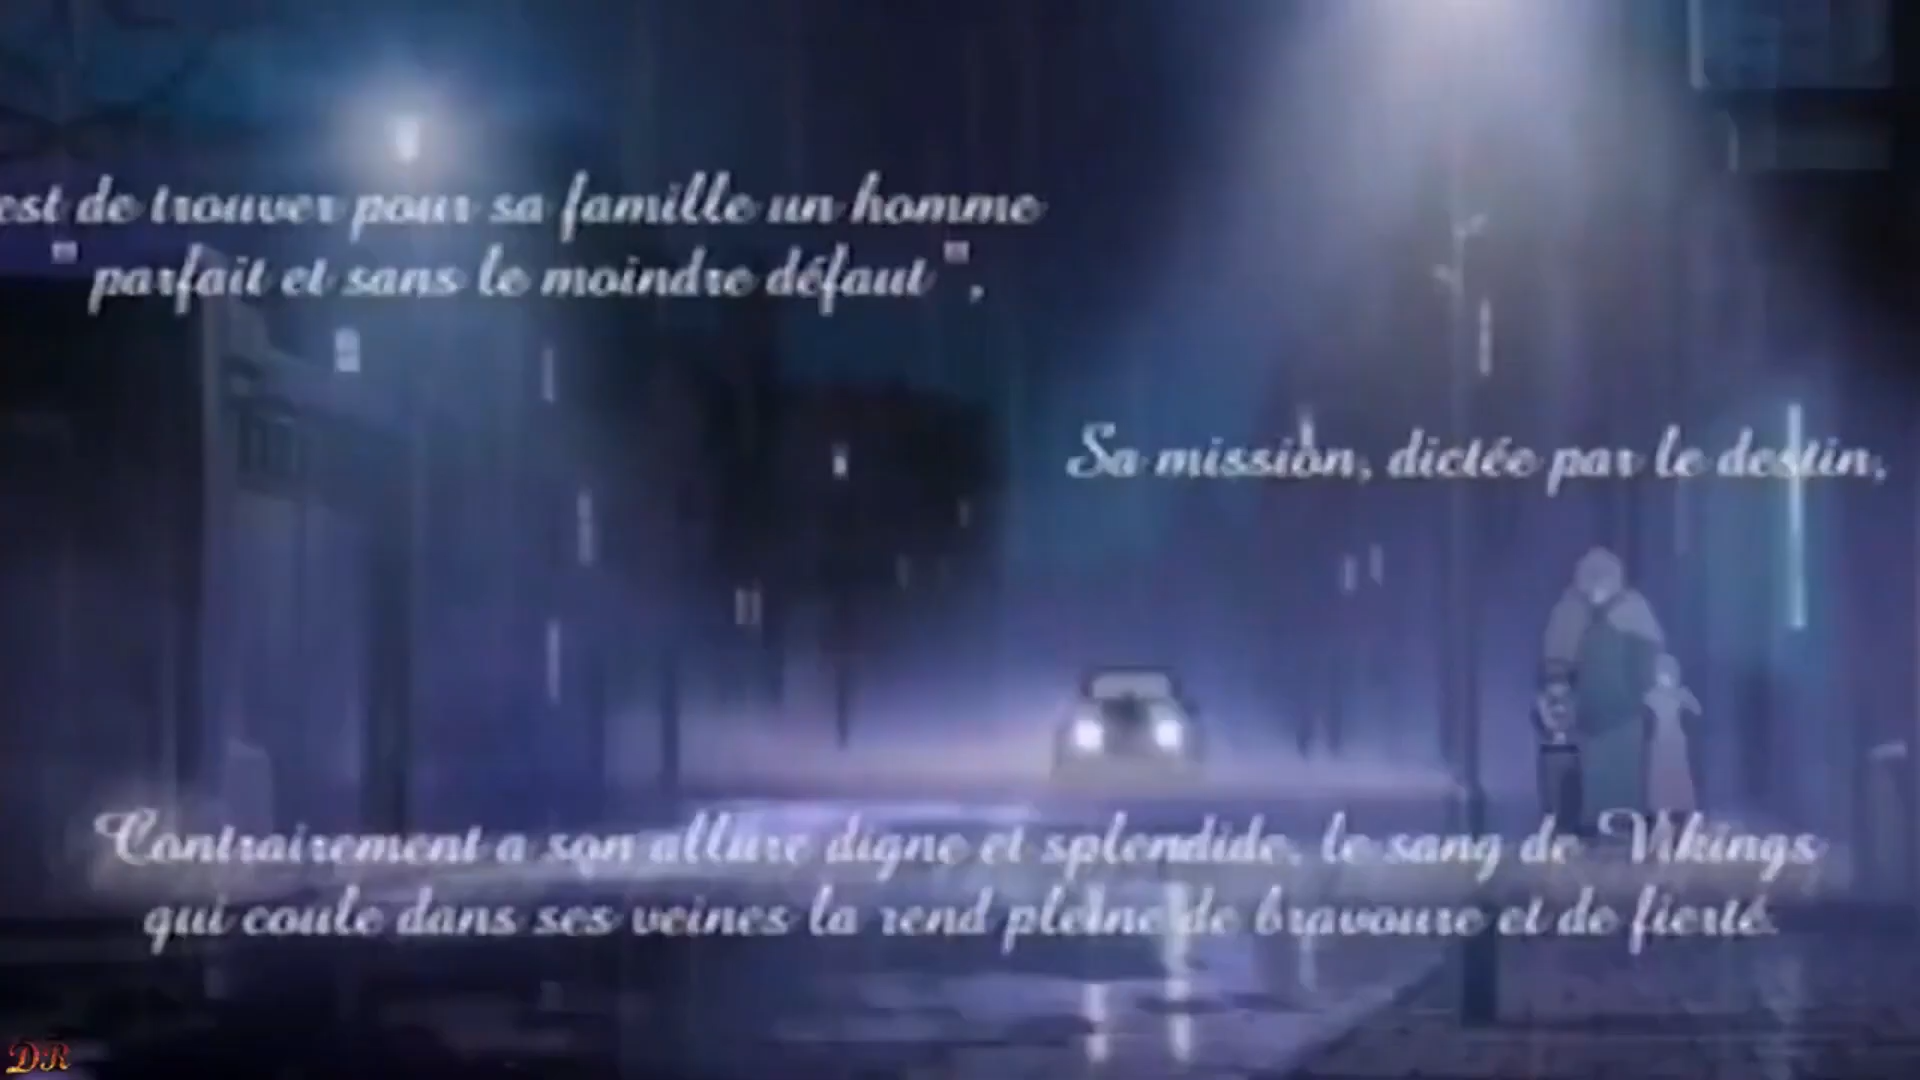 est de trouver pour sa famille un homme
" parfait et sans le moindre défaut ",
Sa mission, dictée par le destin,
Contrairement a son allure digne et splendide, le sang de Vikings
qui coule dans ses veines la rend pleine de bravoure et de fierté.
DR